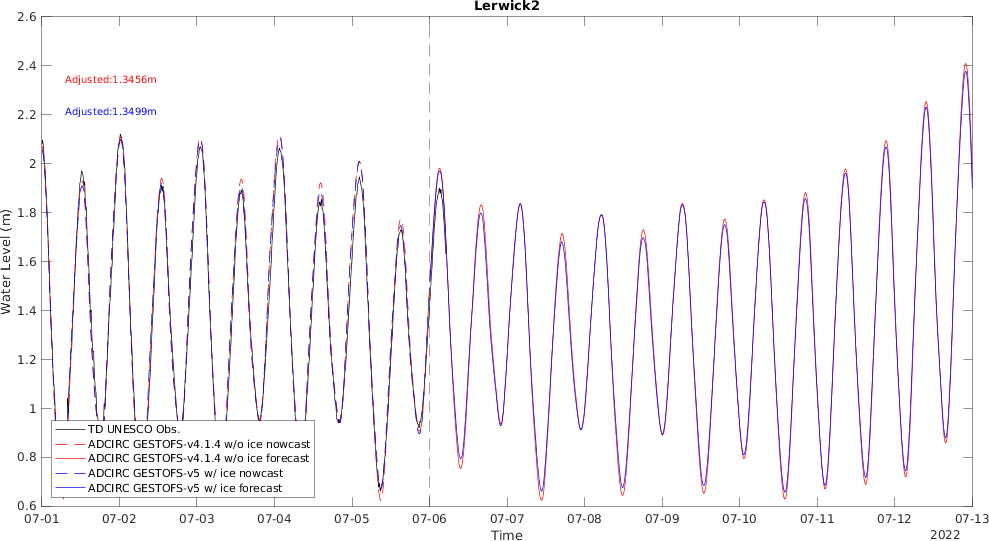 Lerwick2
2.6
2.4
2.2
2
1.8
1.6
1.4
1.2
1
0.8
0.6
Water Level (m)
Adjusted:1.3456m
Adjusted:1.3499m
TD UNESCO Obs.
ADCIRC GESTOFS-v4.1.4 w/o ice nowcast
ADCIRC GESTOFS-v4.1.4 w/o ice forecast
ADCIRC GESTOFS-v5 w/ ice nowcast
ADCIRC GESTOFS-v5 w/ ice forecast
07-01 07-02 07-03 07-04 07-05 07-06 07-07 07-08 07-09 07-10 07-11 07-12 07-13
Time
2022